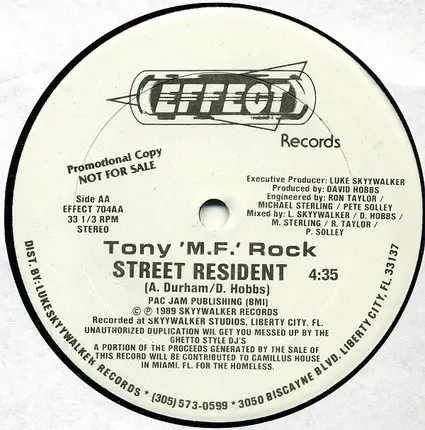 EFFECT
Records
Promotional Copy
NOT FOR SALE
Side AA
EFFECT 704AA
33 1/3 RPM
STEREO
Executive Producer: LUKE SKYYWALKER
Produced by: DAVID HOBBS
Engineered by: RON TAYLOR /
MICHAEL STERLING / PETE SOLLEY
Mixed by: L. SKYYWALKER / D. HOBBS /
M. STERLING / R. TAYLOR /
P. SOLLEY
Tony 'M.F.' Rock
STREET RESIDENT 4:35
(A. Durham/D. Hobbs)
PAC JAM PUBLISHING (BMI)
© ℗ 1989 SKYYWALKER RECORDS
Recorded at SKYYWALKER STUDIOS, LIBERTY CITY, FL.
UNAUTHORIZED DUPLICATION WIL GET YOU MESSED UP BY THE
GHETTO STYLE DJ'S
A PORTION OF THE PROCEEDS GENERATED BY THE SALE OF
THIS RECORD WILL BE CONTRIBUTED TO CAMILLUS HOUSE
IN MIAMI, FL. FOR THE HOMELESS.
DIST. BY: LUKE SKYYWALKER RECORDS * (305) 573-0599 * 3050 BISCAYNE BLVD. LIBERTY CITY, FL. 33137